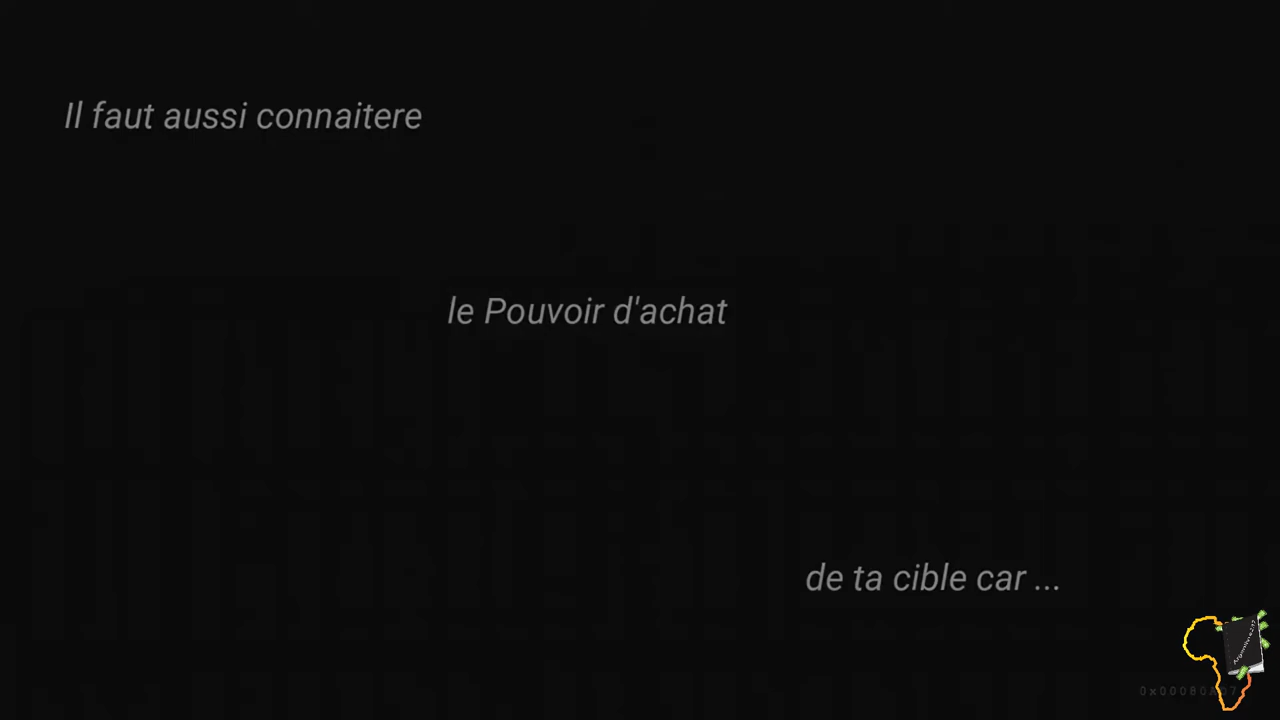 Il faut aussi connaitere
le Pouvoir d'achat
de ta cible car ...